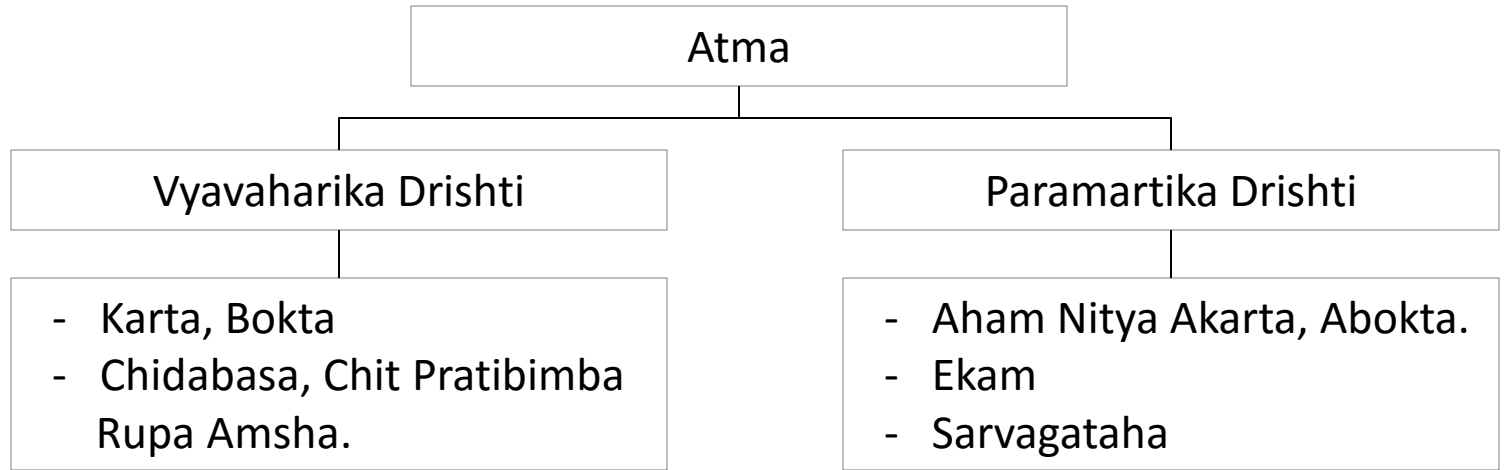 Atma
Vyavaharika Drishti
Paramartika Drishti
- Karta, Bokta
- Chidabasa, Chit Pratibimba
Rupa Amsha.
- Aham Nitya Akarta, Abokta.
- Ekam
- Sarvagataha